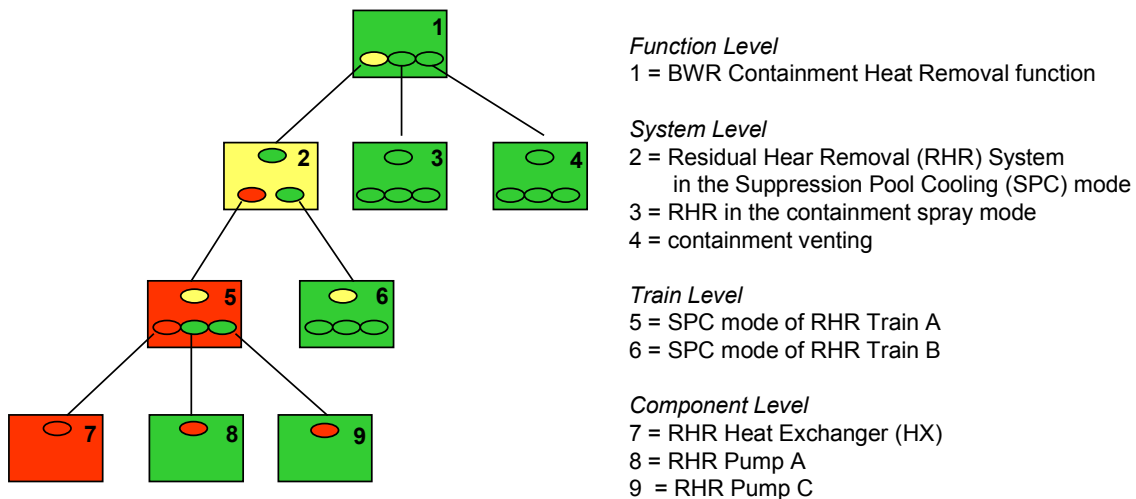 1
2
3
4
5
6
7
8
9
Function Level
1 = BWR Containment Heat Removal function
System Level
2 = Residual Hear Removal (RHR) System
in the Suppression Pool Cooling (SPC) mode
3 = RHR in the containment spray mode
4 = containment venting
Train Level
5 = SPC mode of RHR Train A
6 = SPC mode of RHR Train B
Component Level
7 = RHR Heat Exchanger (HX)
8 = RHR Pump A
9 = RHR Pump C